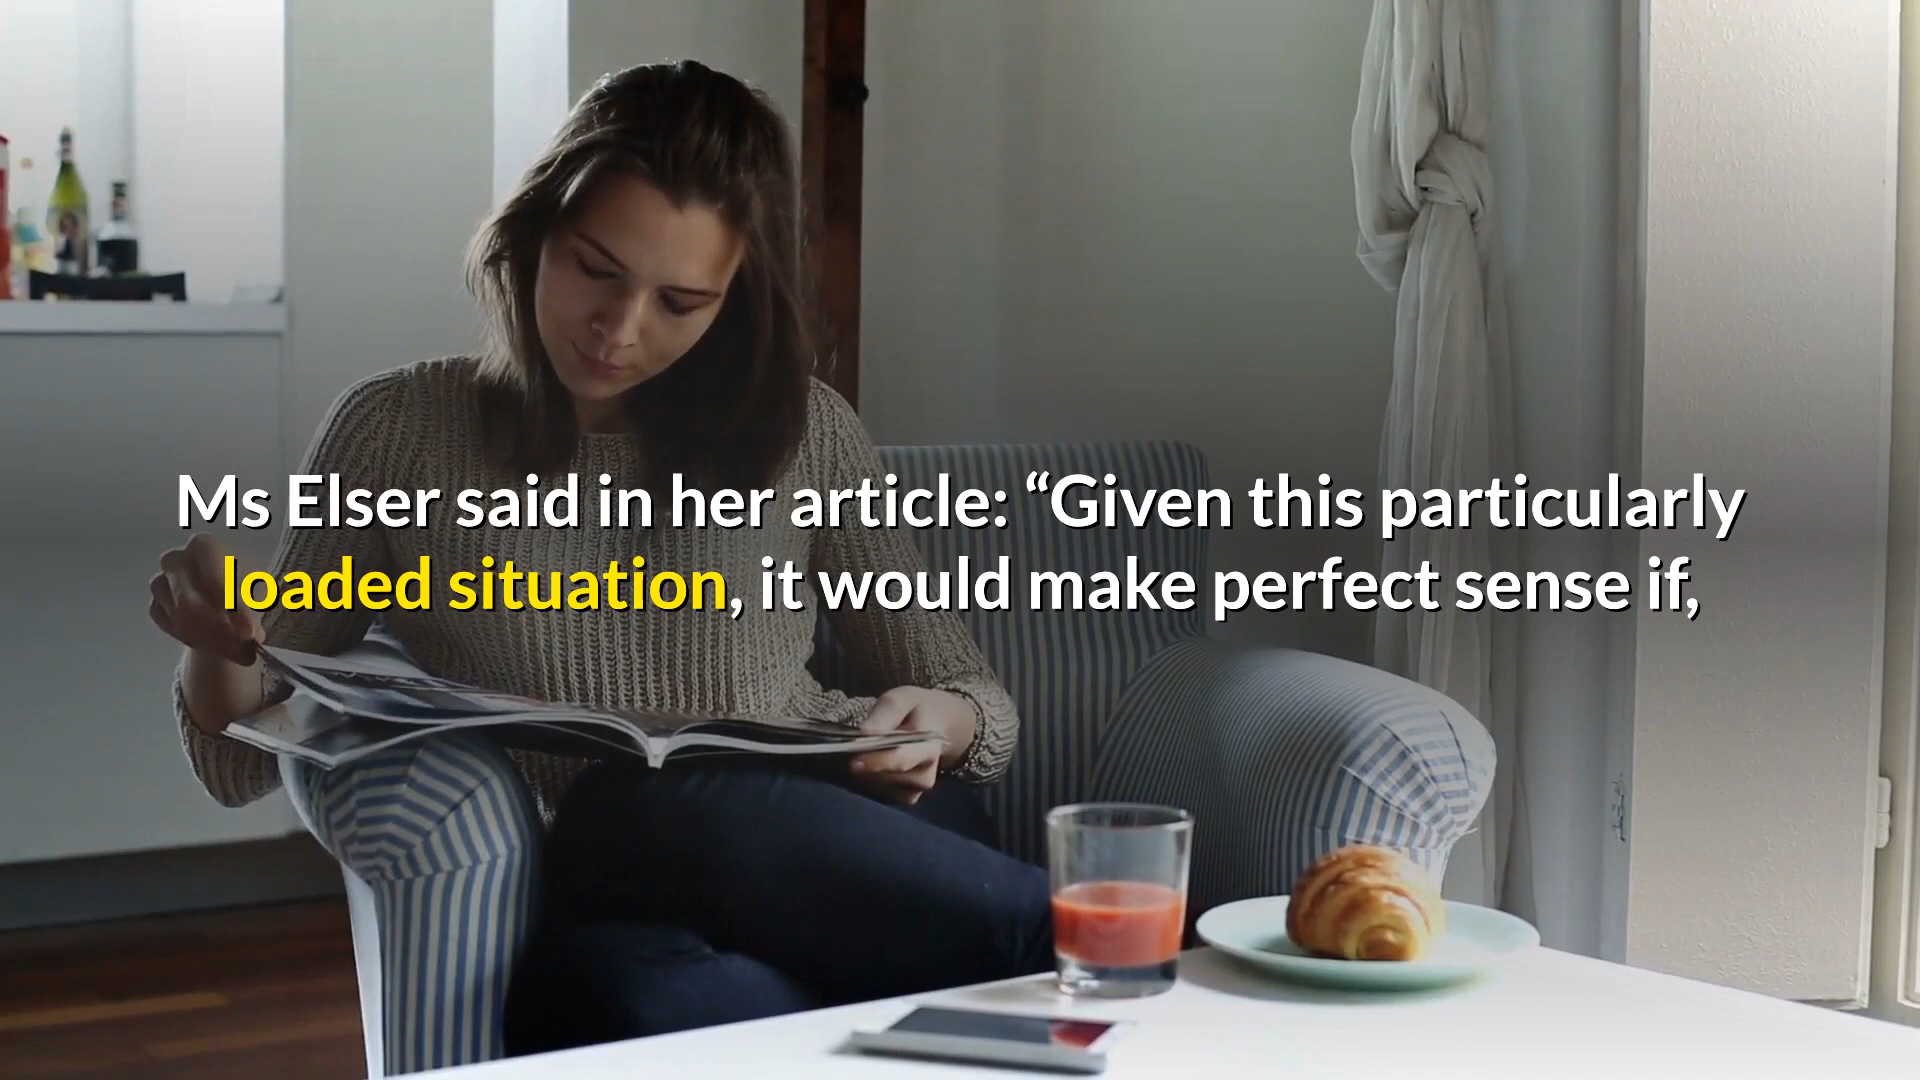 Ms Elser said in her article: “Given this particularly
loaded situation, it would make perfect sense if,